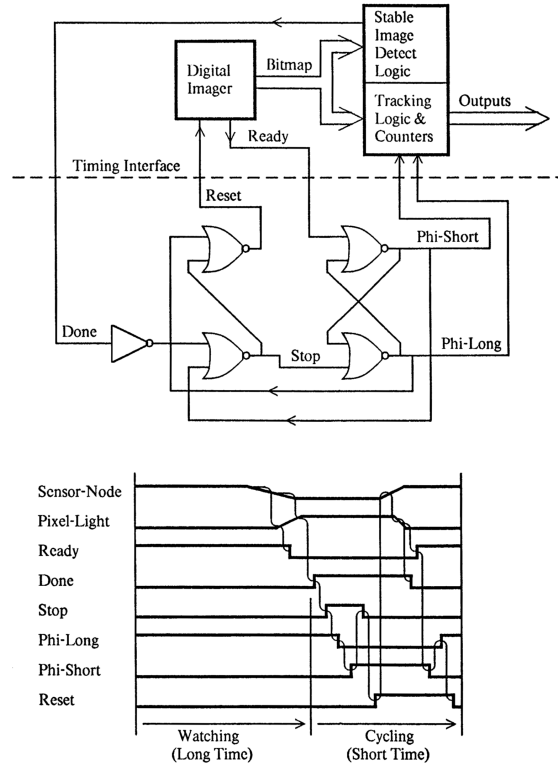 Stable
Image
Detect
Logic
Digital
Imager
Bitmap
Tracking
Logic &
Counters
Outputs
Ready
Timing Interface
Reset
Phi-Short
Done
Stop
Phi-Long
Sensor-Node
Pixel-Light
Ready
Done
Stop
Phi-Long
Phi-Short
Reset
Watching
(Long Time)
Cycling
(Short Time)